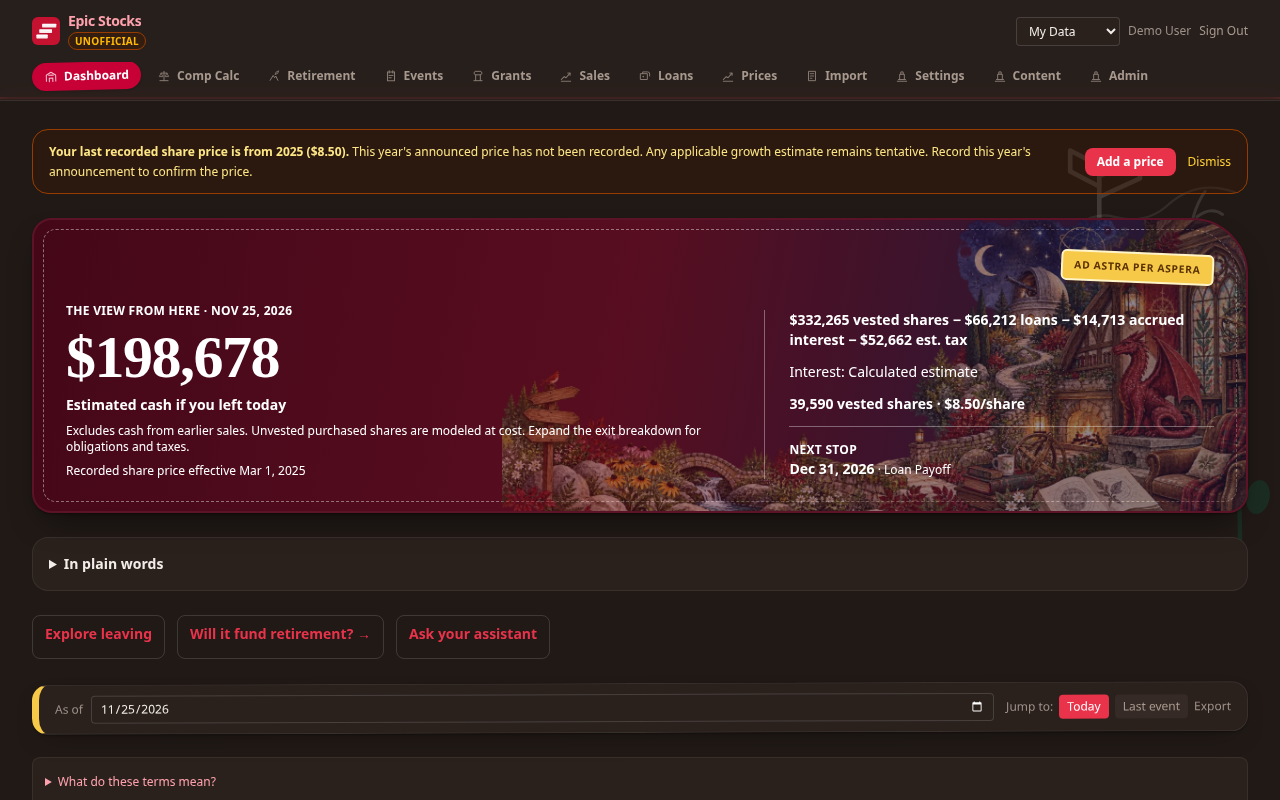 Epic Stocks
UNOFFICIAL
My Data
Demo User
Sign Out
Dashboard
Comp Calc
Retirement
Events
Grants
Sales
Loans
Prices
Import
Settings
Content
Admin
Your last recorded share price is from 2025 ($8.50). This year's announced price has not been recorded. Any applicable growth estimate remains tentative. Record this year's
announcement to confirm the price.
Add a price
Dismiss
AD ASTRA PER ASPERA
THE VIEW FROM HERE · NOV 25, 2026
$198,678
Estimated cash if you left today
Excludes cash from earlier sales. Unvested purchased shares are modeled at cost. Expand the exit breakdown for
obligations and taxes.
Recorded share price effective Mar 1, 2025
$332,265 vested shares − $66,212 loans − $14,713 accrued
interest − $52,662 est. tax
Interest: Calculated estimate
39,590 vested shares · $8.50/share
NEXT STOP
Dec 31, 2026 · Loan Payoff
In plain words
Explore leaving
Will it fund retirement? →
Ask your assistant
As of
11/25/2026
Jump to:
Today
Last event
Export
What do these terms mean?